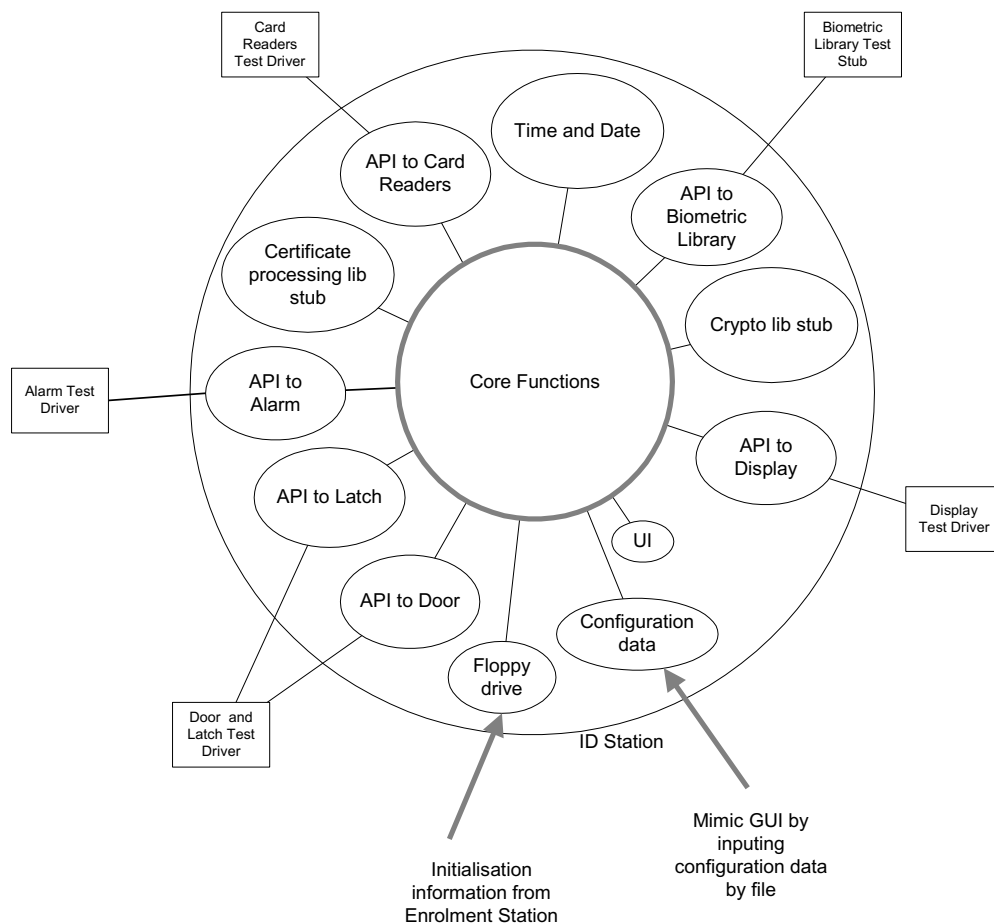 Card
Readers
Test Driver
Biometric
Library Test
Stub
Time and Date
API to Card
Readers
API to
Biometric
Library
Certificate
processing lib
stub
Crypto lib stub
Core Functions
Alarm Test
Driver
API to
Alarm
API to
Display
API to Latch
Display
Test Driver
UI
API to Door
Configuration
data
Floppy
drive
Door and
Latch Test
Driver
ID Station
Mimic GUI by
inputing
configuration data
by file
Initialisation
information from
Enrolment Station